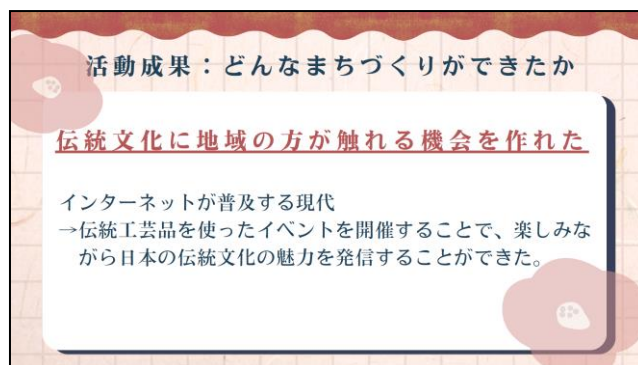 活動成果：どんなまちづくりができたか
伝統文化に地域の方が触れる機会を作れた
インターネットが普及する現代
→伝統工芸品を使ったイベントを開催することで、楽しみな
がら日本の伝統文化の魅力を発信することができた。